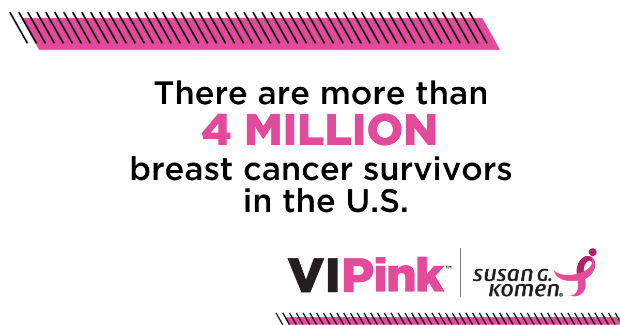 There are more than
4 MILLION
breast cancer survivors
in the U.S.
VIPink™
susan G.
komen®